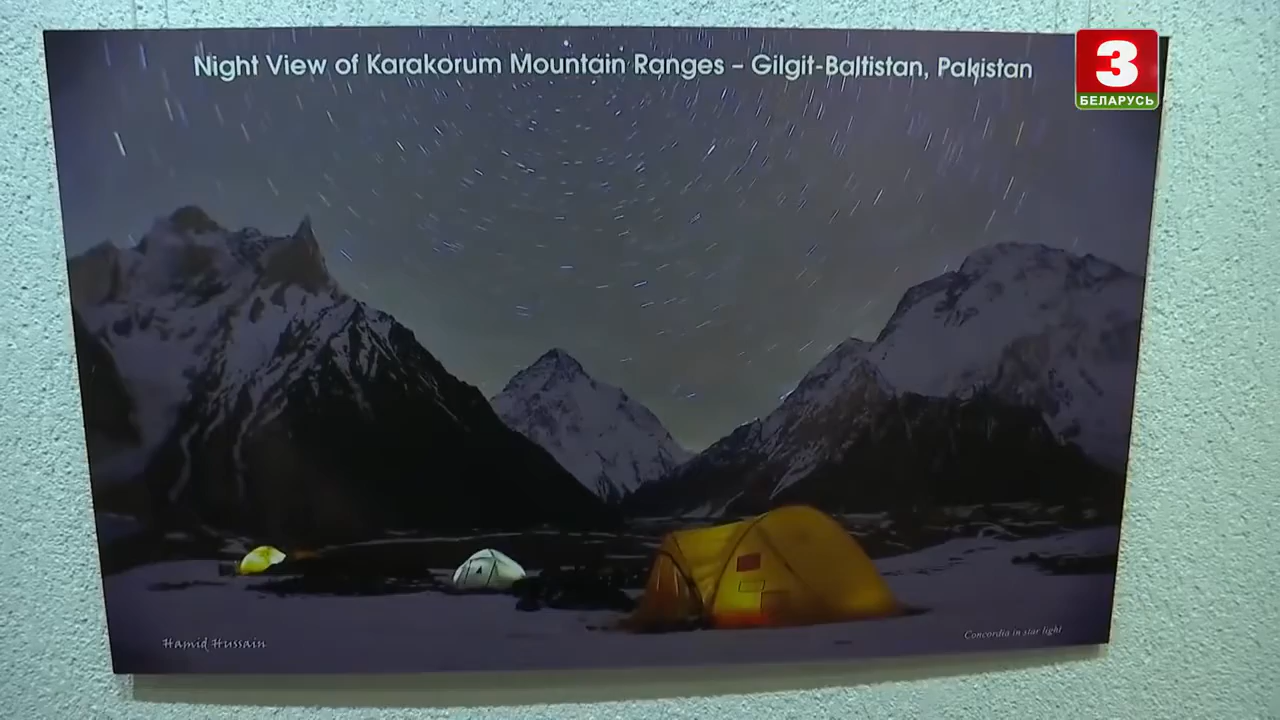 Night View of Karakorum Mountain Ranges – Gilgit-Baltistan, Pakistan
3
БЕЛАРУСЬ
Hamid Hussain
Concordia in star light